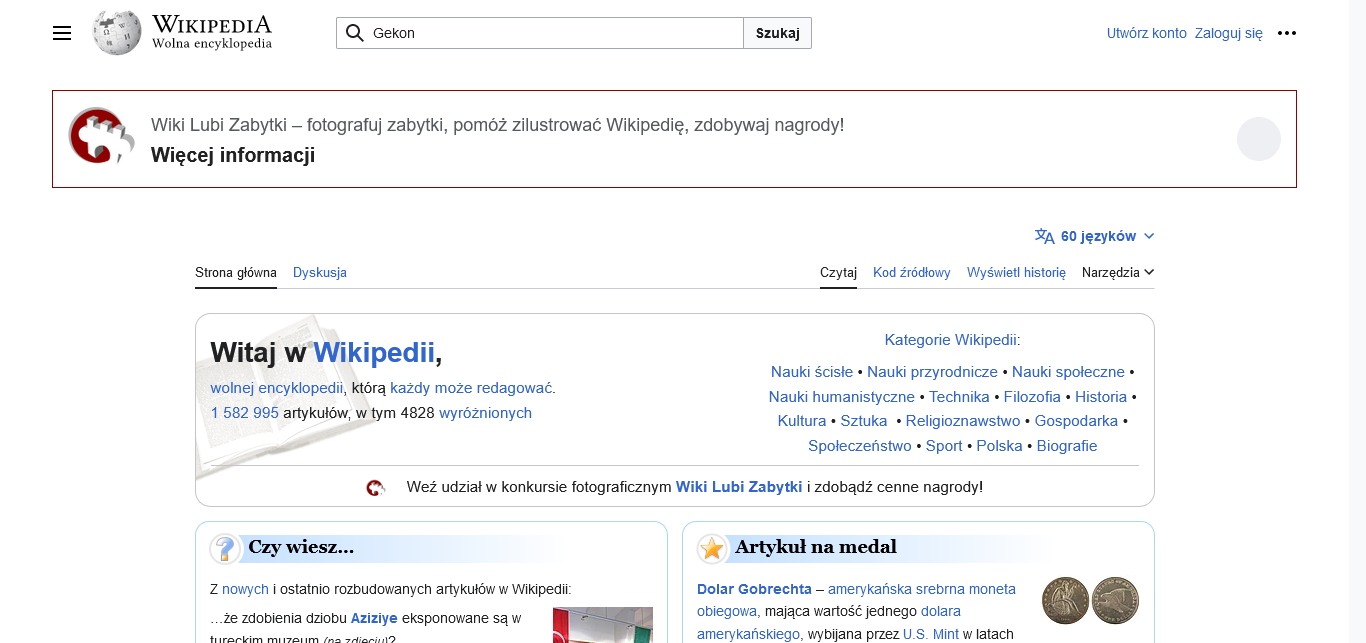 WIKIPEDIA
Wolna encyklopedia
Gekon
Szukaj
Utwórz konto Zaloguj się
Wiki Lubi Zabytki – fotografuj zabytki, pomóż zilustrować Wikipedię, zdobywaj nagrody!
Więcej informacji
60 języków
Strona główna Dyskusja
Czytaj Kod źródłowy Wyświetl historię Narzędzia
Witaj w Wikipedii,
wolnej encyklopedii, którą każdy może redagować.
1 582 995 artykułów, w tym 4828 wyróżnionych
Kategorie Wikipedii:
Nauki ścisłe • Nauki przyrodnicze • Nauki społeczne •
Nauki humanistyczne • Technika • Filozofia • Historia •
Kultura • Sztuka • Religioznawstwo • Gospodarka •
Społeczeństwo • Sport • Polska • Biografie
Weź udział w konkursie fotograficznym Wiki Lubi Zabytki i zdobądź cenne nagrody!
Czy wiesz…
Z nowych i ostatnio rozbudowanych artykułów w Wikipedii:
…że zdobienia dziobu Aziziye eksponowane są w
tureckim muzeum (na zdjęciu)?
Artykuł na medal
Dolar Gobrechta – amerykańska srebrna moneta
obiegowa, mająca wartość jednego dolara
amerykańskiego, wybijana przez U.S. Mint w latach